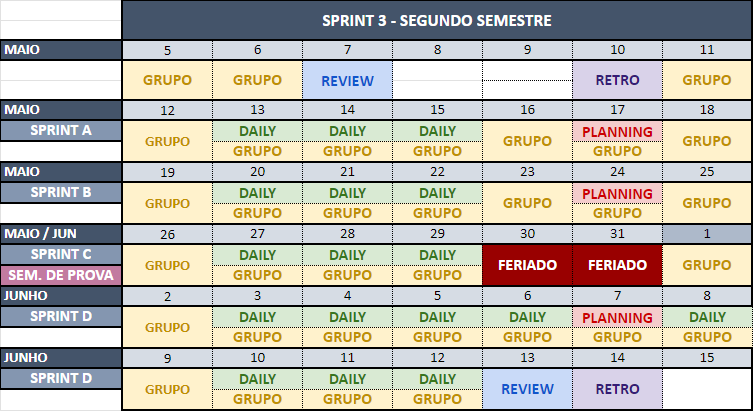 SPRINT 3 - SEGUNDO SEMESTRE
MAIO 5 6 7 8 9 10 11
GRUPO GRUPO REVIEW RETRO GRUPO
MAIO 12 13 14 15 16 17 18
SPRINT A GRUPO DAILY DAILY DAILY GRUPO PLANNING GRUPO
GRUPO GRUPO GRUPO GRUPO
MAIO 19 20 21 22 23 24 25
SPRINT B GRUPO DAILY DAILY DAILY GRUPO PLANNING GRUPO
GRUPO GRUPO GRUPO GRUPO
MAIO / JUN 26 27 28 29 30 31 1
SPRINT C GRUPO DAILY DAILY DAILY FERIADO FERIADO GRUPO
SEM. DE PROVA GRUPO GRUPO GRUPO
JUNHO 2 3 4 5 6 7 8
SPRINT D GRUPO DAILY DAILY DAILY DAILY PLANNING DAILY
GRUPO GRUPO GRUPO GRUPO GRUPO GRUPO
JUNHO 9 10 11 12 13 14 15
SPRINT D GRUPO DAILY DAILY DAILY REVIEW RETRO
GRUPO GRUPO GRUPO